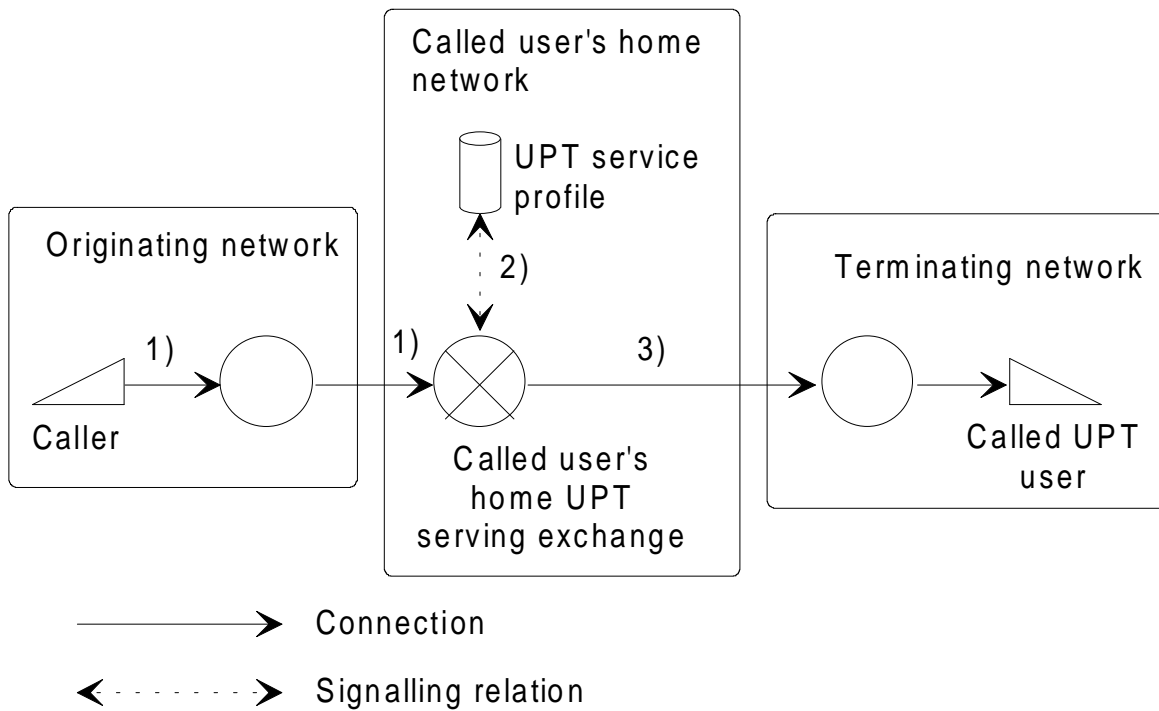 Called user's home
network
UPT service
profile
Originating network
2)
Terminating network
1)
1)
3)
Caller
Called UPT
user
Called user's
home UPT
serving exchange
Connection
Signalling relation